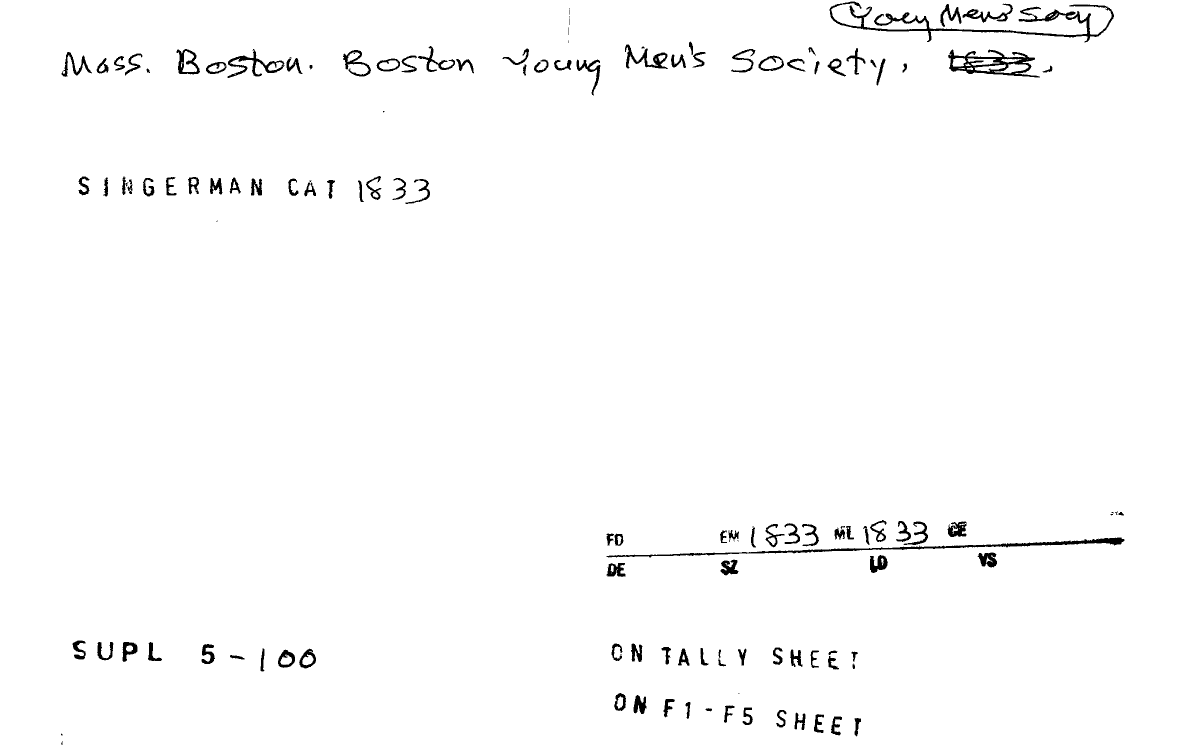 Yoey Mens Socy
Mass. Boston. Boston Young Men's Society, 1833.
SINGERMAN CAT 1833
FD EM 1833 ML 1833 CE
DE SZ LD VS
SUPL 5-100
ON TALLY SHEET
ON F1-F5 SHEET